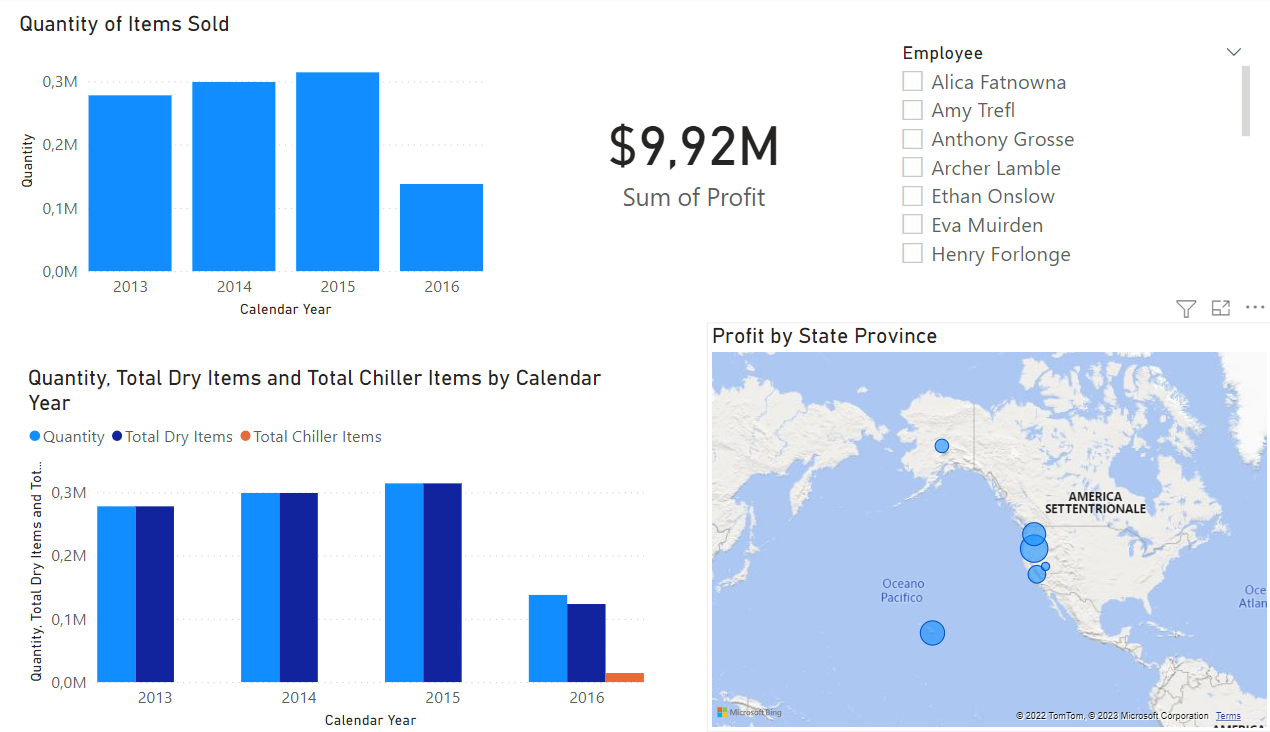 Quantity of Items Sold
Quantity
0,3M
0,2M
0,1M
0,0M
2013 2014 2015 2016
Calendar Year
$9,92M
Sum of Profit
Employee
Alica Fatnowna
Amy Trefl
Anthony Grosse
Archer Lamble
Ethan Onslow
Eva Muirden
Henry Forlonge
Quantity, Total Dry Items and Total Chiller Items by Calendar
Year
Quantity Total Dry Items Total Chiller Items
Quantity, Total Dry Items and Tot...
0,3M
0,2M
0,1M
0,0M
2013 2014 2015 2016
Calendar Year
Profit by State Province
AMERICA
SETTENTRIONALE
Oceano
Pacifico
Oce
Atlan
Microsoft Bing
© 2022 TomTom, © 2023 Microsoft Corporation Terms
AMERICA